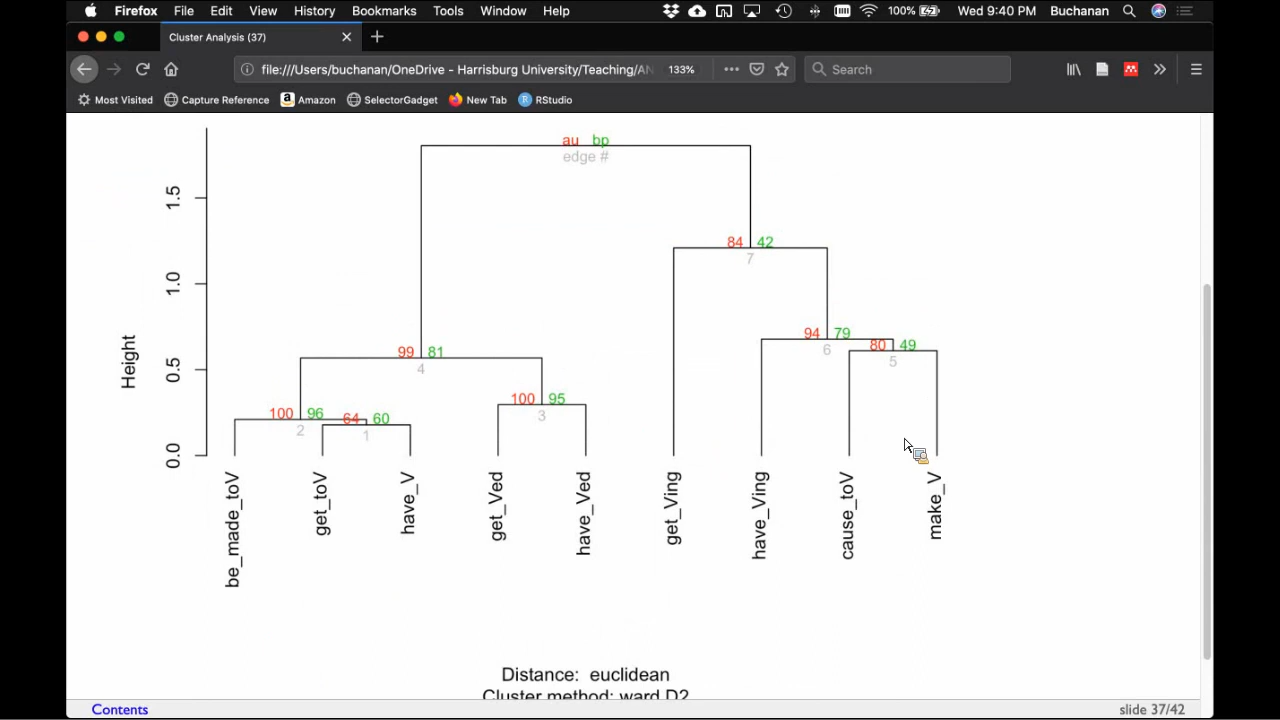 Firefox File Edit View History Bookmarks Tools Window Help 100% Wed 9:40 PM Buchanan
Cluster Analysis (37)
file:///Users/buchanan/OneDrive - Harrisburg University/Teaching/AN 133% Search
Most Visited Capture Reference Amazon SelectorGadget New Tab RStudio
au bp
edge #
1.5
84 42
7
1.0
94 79
80 49
6
5
99 81
4
0.5
100 95
3
100 96
64 60
2
1
0.0
Height
be_made_toV
get_toV
have_V
get_Ved
have_Ved
get_Ving
have_Ving
cause_toV
make_V
Distance: euclidean
Cluster method: ward.D2
Contents slide 37/42